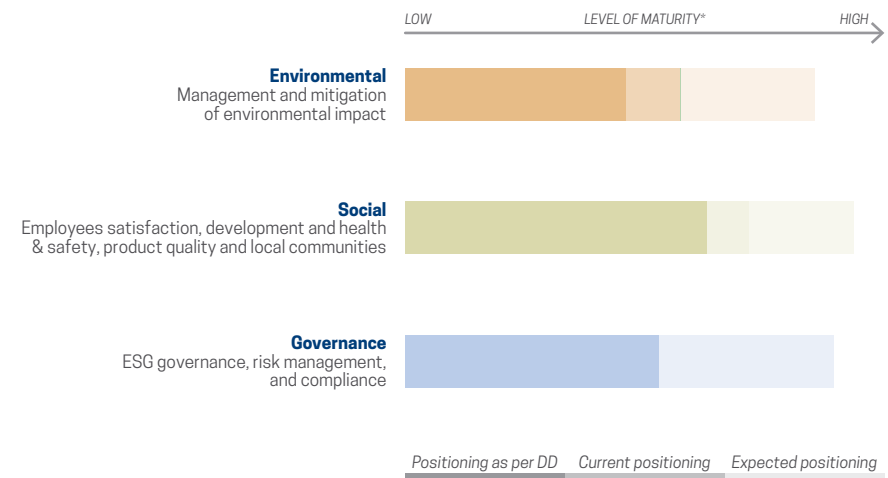 LOW LEVEL OF MATURITY* HIGH
Environmental
Management and mitigation
of environmental impact
Social
Employees satisfaction, development and health
& safety, product quality and local communities
Governance
ESG governance, risk management,
and compliance
Positioning as per DD Current positioning Expected positioning